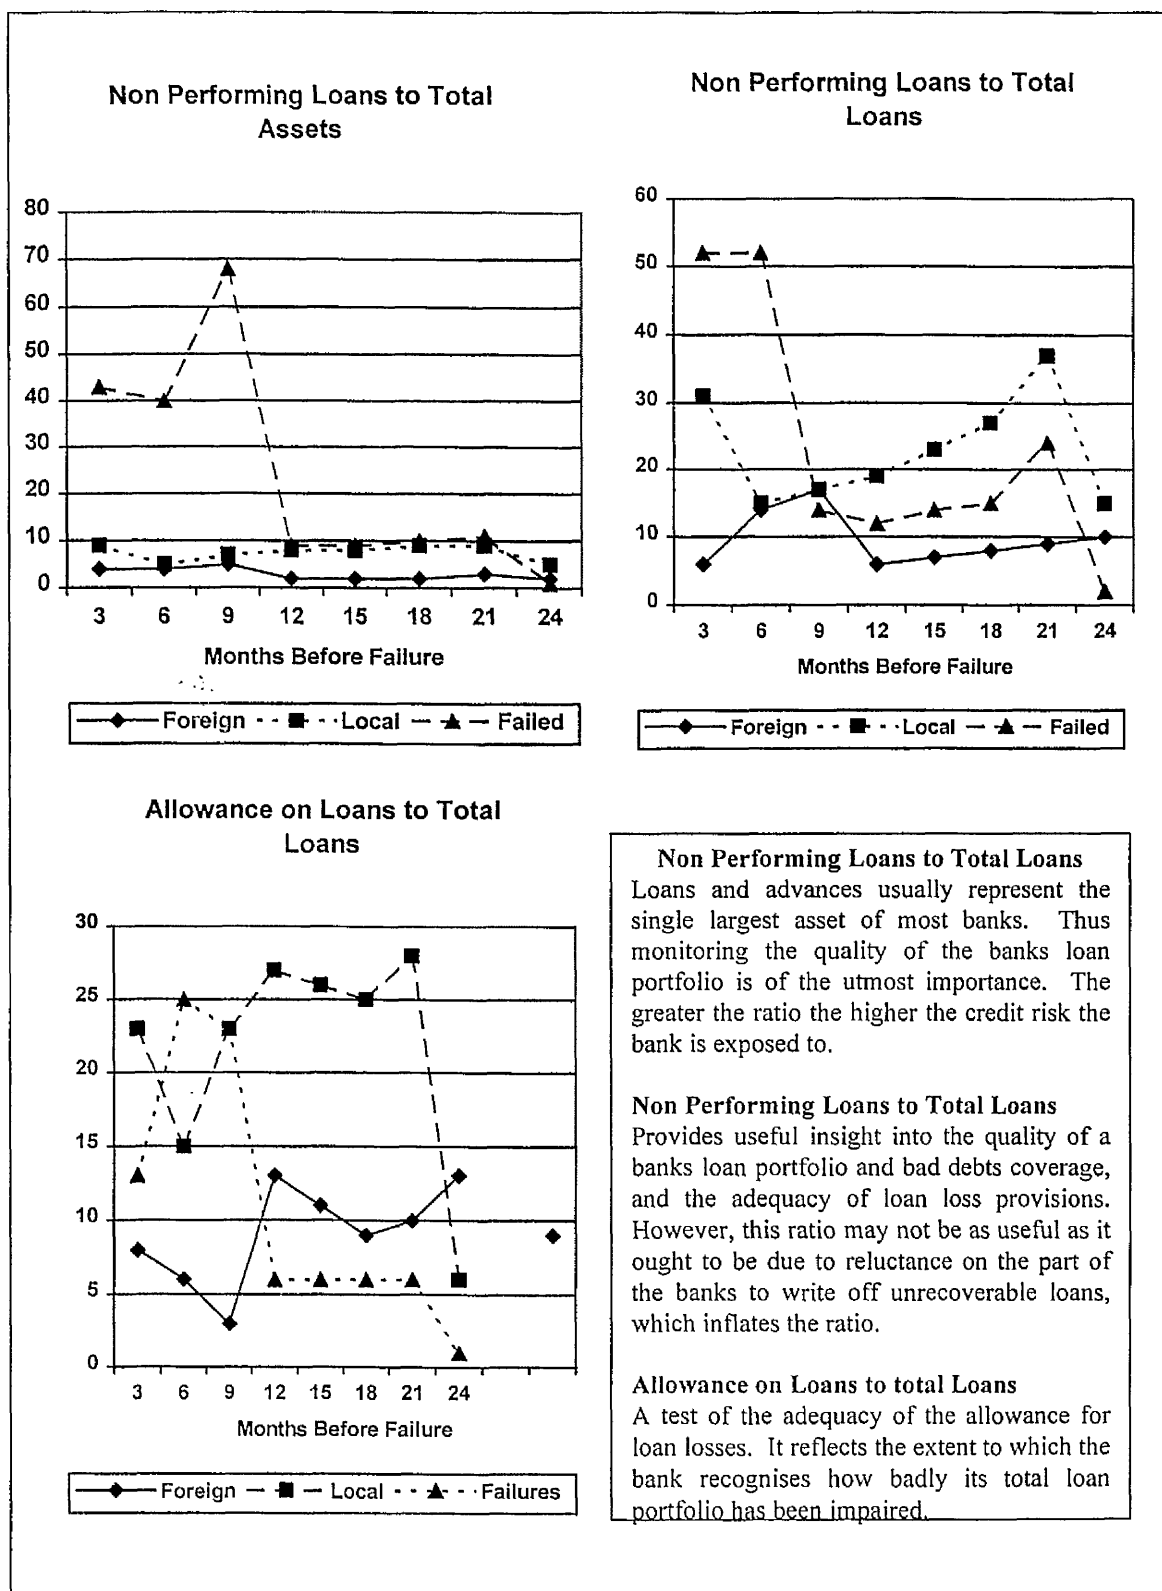 Non Performing Loans to Total
Assets
80
70
60
50
40
30
20
10
0
3 6 9 12 15 18 21 24
Months Before Failure
Foreign Local Failed
Non Performing Loans to Total
Loans
60
50
40
30
20
10
0
3 6 9 12 15 18 21 24
Months Before Failure
Foreign Local Failed
Allowance on Loans to Total
Loans
30
25
20
15
10
5
0
3 6 9 12 15 18 21 24
Months Before Failure
Foreign Local Failures
Non Performing Loans to Total Loans
Loans and advances usually represent the
single largest asset of most banks. Thus
monitoring the quality of the banks loan
portfolio is of the utmost importance. The
greater the ratio the higher the credit risk the
bank is exposed to.
Non Performing Loans to Total Loans
Provides useful insight into the quality of a
banks loan portfolio and bad debts coverage,
and the adequacy of loan loss provisions.
However, this ratio may not be as useful as it
ought to be due to reluctance on the part of
the banks to write off unrecoverable loans,
which inflates the ratio.
Allowance on Loans to total Loans
A test of the adequacy of the allowance for
loan losses. It reflects the extent to which the
bank recognises how badly its total loan
portfolio has been impaired.